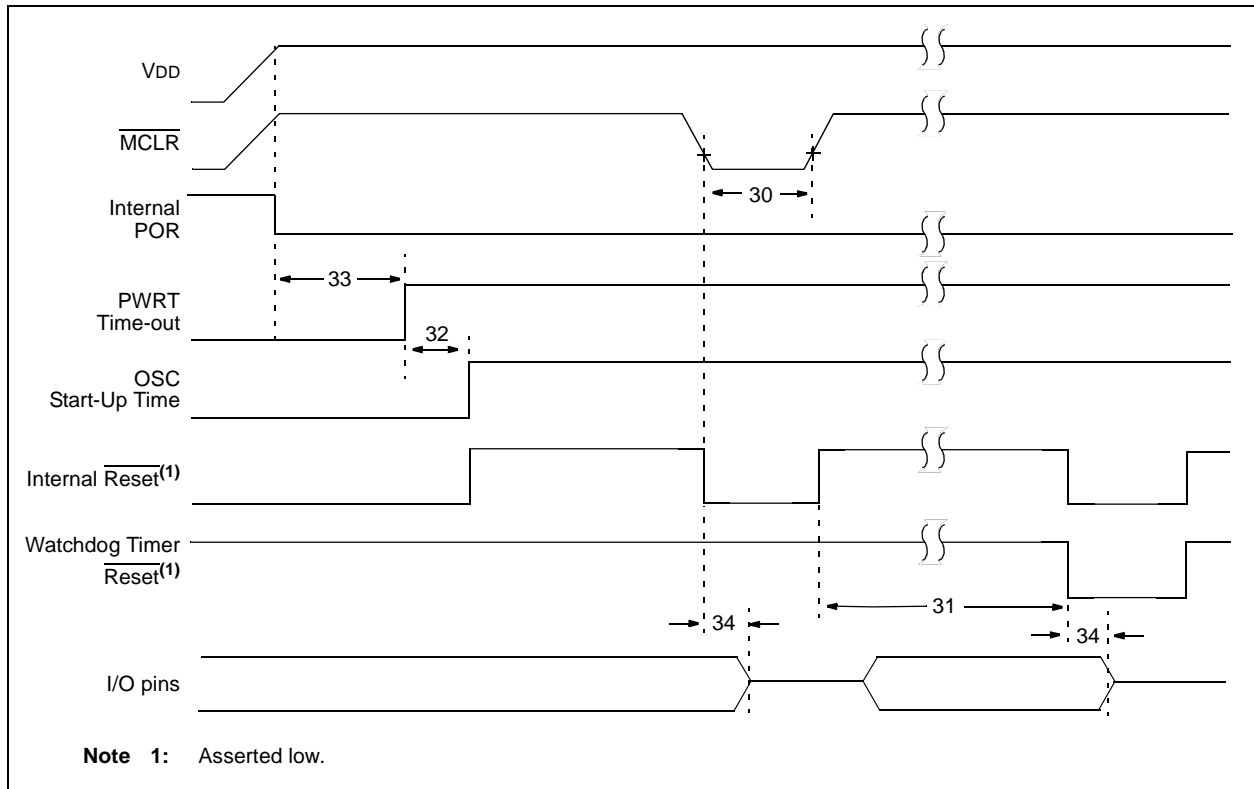 VDD
MCLR
30
Internal
POR
33
PWRT
Time-out
32
OSC
Start-Up Time
Internal Reset(1)
Watchdog Timer
Reset(1)
31
34
34
I/O pins
Note 1: Asserted low.